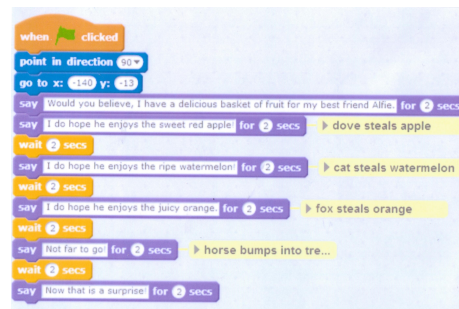 when clicked
point in direction 90
go to x: -140 y: -13
say Would you believe, I have a delicious basket of fruit for my best friend Alfie. for 2 secs
say I do hope he enjoys the sweet red apple! for 2 secs dove steals apple
wait 2 secs
say I do hope he enjoys the ripe watermelon! for 2 secs cat steals watermelon
wait 2 secs
say I do hope he enjoys the juicy orange. for 2 secs fox steals orange
wait 2 secs
say Not far to go! for 2 secs horse bumps into tre...
wait 2 secs
say Now that is a surprise! for 2 secs